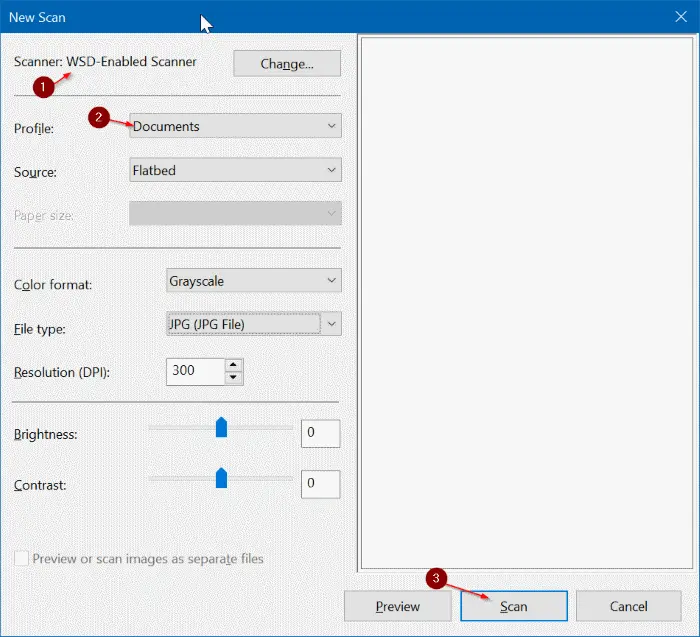 New Scan
Scanner: WSD-Enabled Scanner
Change...
1
2
Profile:
Documents
Source:
Flatbed
Paper size:
Color format:
Grayscale
File type:
JPG (JPG File)
Resolution (DPI):
300
Brightness:
0
Contrast:
0
Preview or scan images as separate files
3
Preview
Scan
Cancel